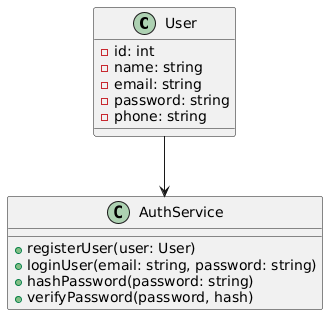 C User
id: int
name: string
email: string
password: string
phone: string
C AuthService
registerUser(user: User)
loginUser(email: string, password: string)
hashPassword(password: string)
verifyPassword(password, hash)